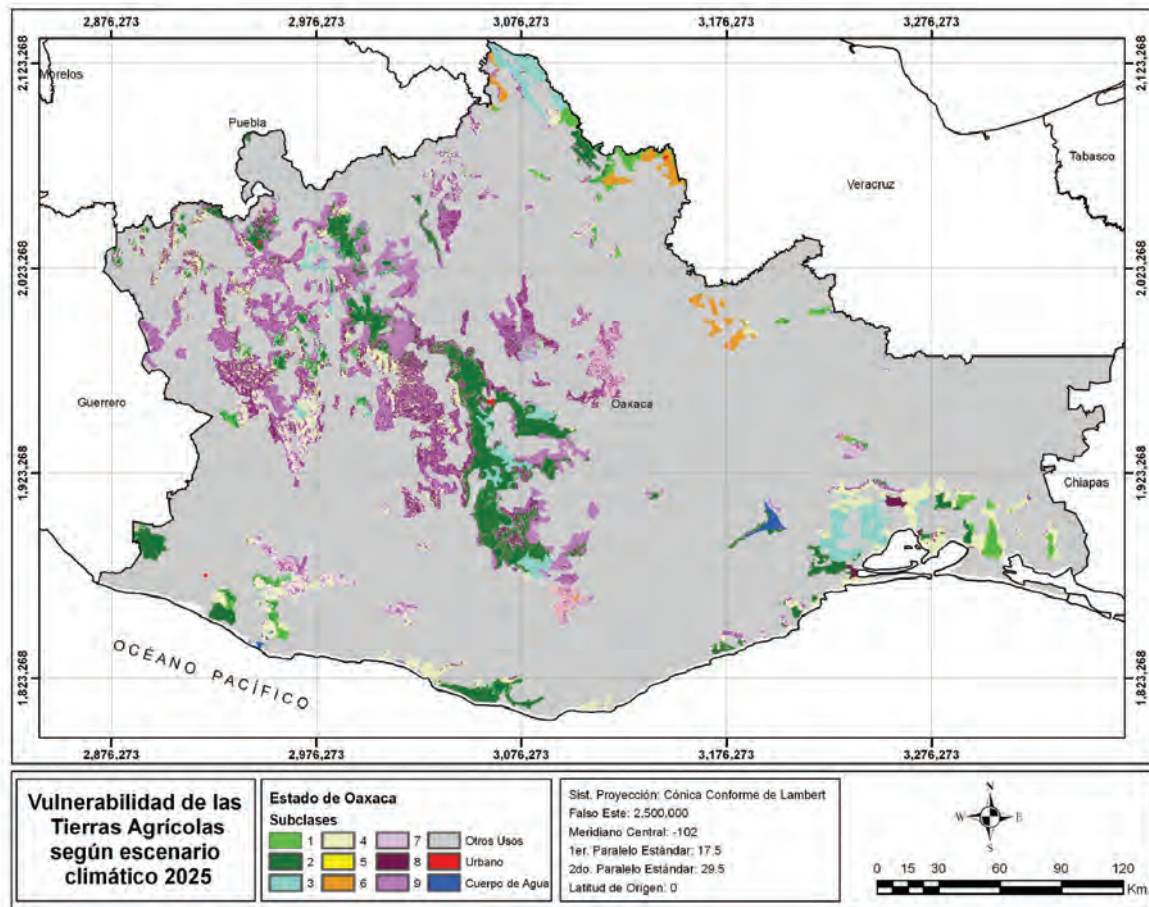 2,876,273 2,976,273 3,076,273 3,176,273 3,276,273
2,123,268 2,123,268
Morelos
Puebla
Tabasco
Veracruz
2,023,268 2,023,268
Guerrero
Oaxaca
1,923,268 1,923,268
Chiapas
OCÉANO PACÍFICO
1,823,268 1,823,268
2,876,273 2,976,273 3,076,273 3,176,273 3,276,273
Vulnerabilidad de las
Tierras Agrícolas
según escenario
climático 2025
Estado de Oaxaca
Subclases
1 4 7 Otros Usos
2 5 8 Urbano
3 6 9 Cuerpo de Agua
Sist. Proyección: Cónica Conforme de Lambert
Falso Este: 2,500,000
Meridiano Central: -102
1er. Paralelo Estándar: 17.5
2do. Paralelo Estándar: 29.5
Latitud de Origen: 0
N
W E
S
0 15 30 60 90 120
Km.